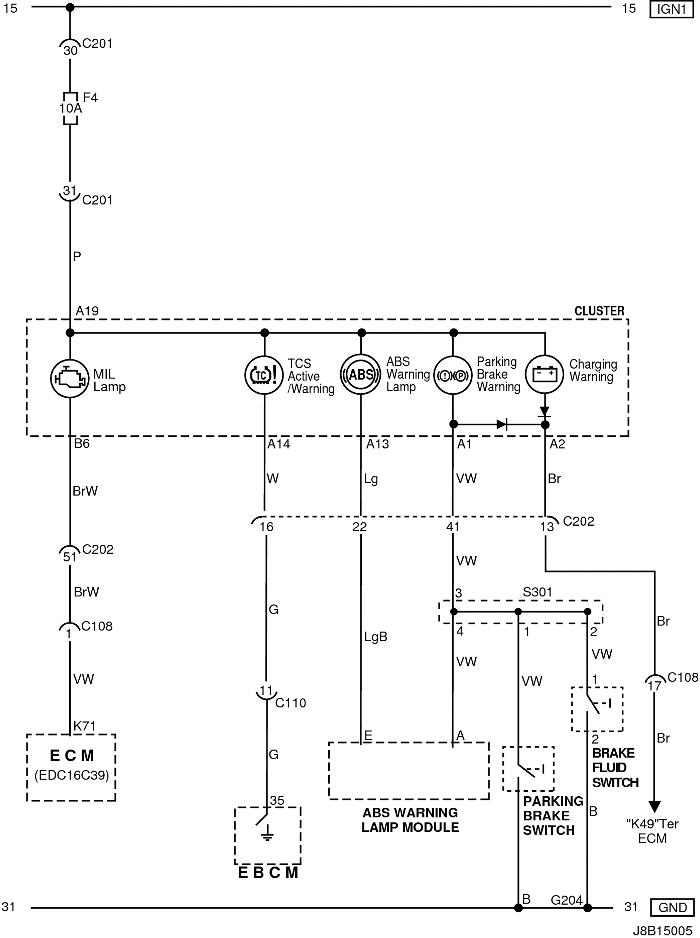 15 15 IGN1
C201
30
F4
10A
31
C201
P
A19
CLUSTER
MIL
Lamp
TC !
TCS
Active
/Warning
ABS
ABS
Warning
Lamp
! P
Parking
Brake
Warning
- +
Charging
Warning
B6 A14 A13 A1 A2
BrW W Lg VW Br
16 22 41 13 C202
51 C202
VW
BrW
S301
3
G
4 1 2
Br
1 C108
LgB
VW
VW
VW
VW
1
17 C108
11
C110
K71
E A
2
Br
ECM
(EDC16C39)
G
BRAKE
FLUID
SWITCH
35
ABS WARNING
LAMP MODULE
PARKING
BRAKE
SWITCH
B
"K49"Ter
ECM
EBCM
31 B G204 31 GND
J8B15005